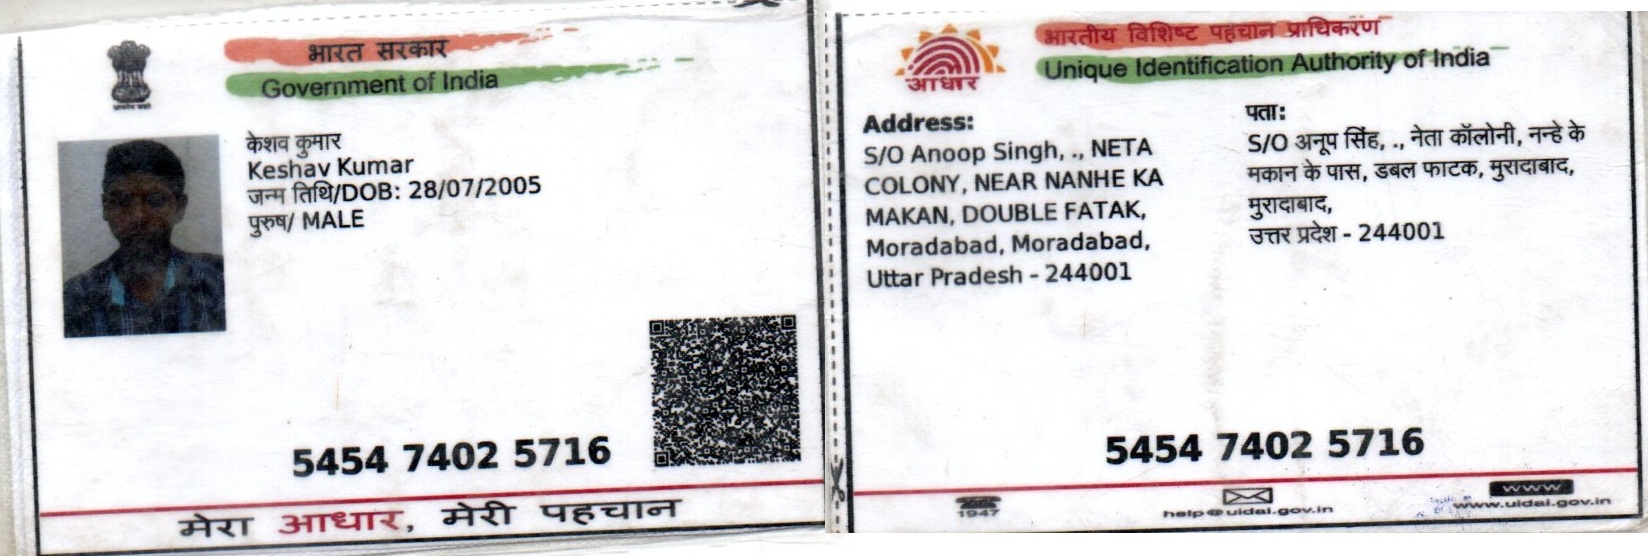 भारत सरकार
Government of India
केशव कुमार
Keshav Kumar
जन्म तिथि/DOB: 28/07/2005
पुरुष/ MALE
5454 7402 5716
मेरा आधार, मेरी पहचान
भारतीय विशिष्ट पहचान प्राधिकरण
Unique Identification Authority of India
आधार
Address:
S/O Anoop Singh, ., NETA
COLONY, NEAR NANHE KA
MAKAN, DOUBLE FATAK,
Moradabad, Moradabad,
Uttar Pradesh - 244001
पता:
S/O अनूप सिंह, ., नेता कॉलोनी, नन्हे के
मकान के पास, डबल फाटक, मुरादाबाद,
मुरादाबाद,
उत्तर प्रदेश - 244001
5454 7402 5716
1947
help@uidai.gov.in
www
www.uidai.gov.in